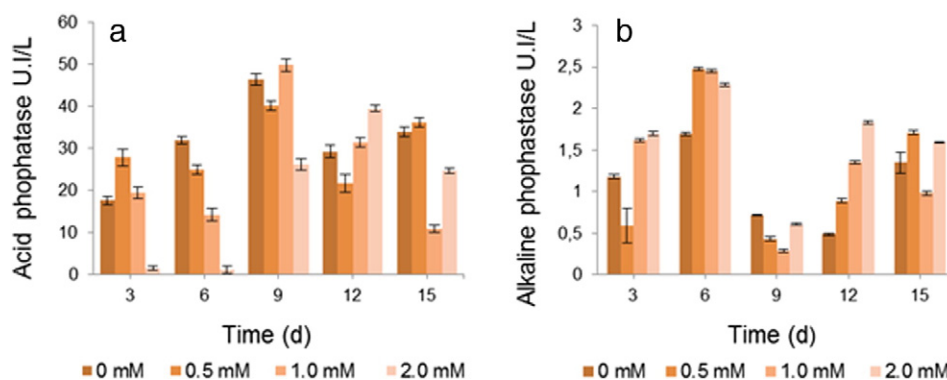 a
Acid phophatase U.I/L
60
50
40
30
20
10
0
3 6 9 12 15
Time (d)
0 mM 0.5 mM 1.0 mM 2.0 mM
b
Alkaline phophastase U.I/L
3
2,5
2
1,5
1
0,5
0
3 6 9 12 15
Time (d)
0 mM 0.5 mM 1.0 mM 2.0 mM